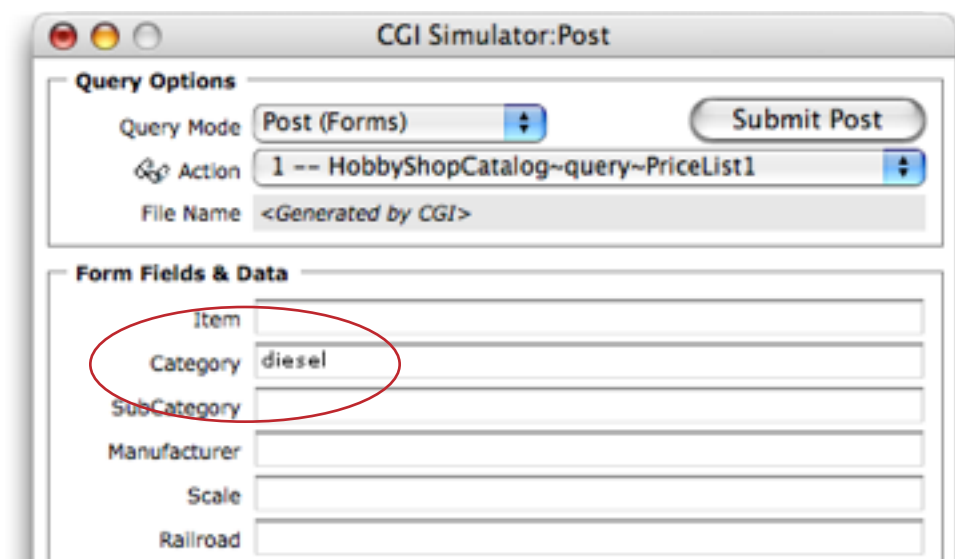 CGI Simulator:Post
Query Options
Query Mode Post (Forms) Submit Post
Action 1 -- HobbyShopCatalog~query~PriceList1
File Name <Generated by CGI>
Form Fields & Data
Item
Category diesel
SubCategory
Manufacturer
Scale
Railroad